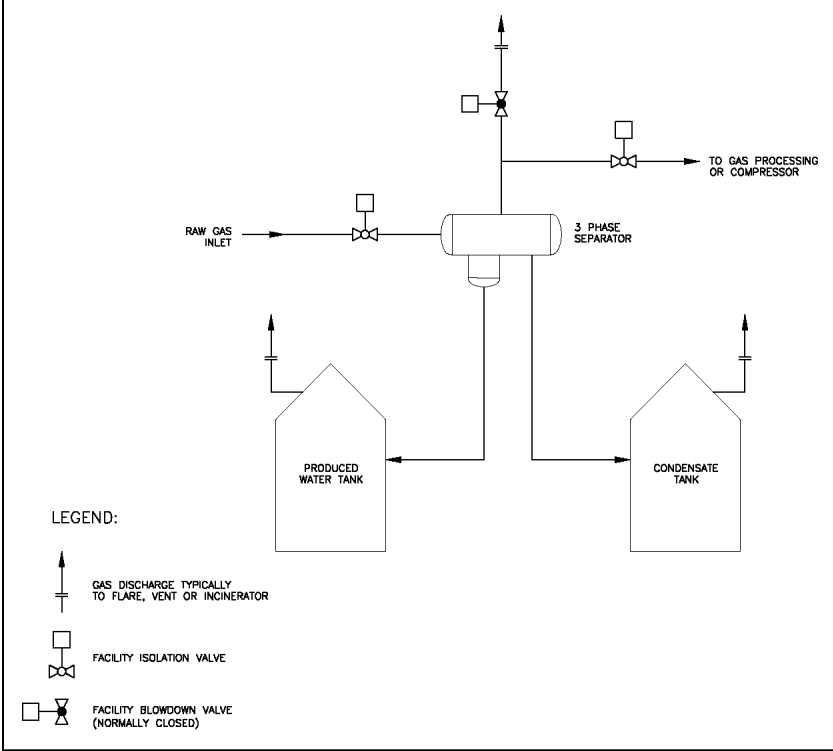 TO GAS PROCESSING
OR COMPRESSOR
RAW GAS
INLET
3 PHASE
SEPARATOR
PRODUCED
WATER TANK
CONDENSATE
TANK
LEGEND:
GAS DISCHARGE TYPICALLY
TO FLARE, VENT OR INCINERATOR
FACILITY ISOLATION VALVE
FACILITY BLOWDOWN VALVE
(NORMALLY CLOSED)